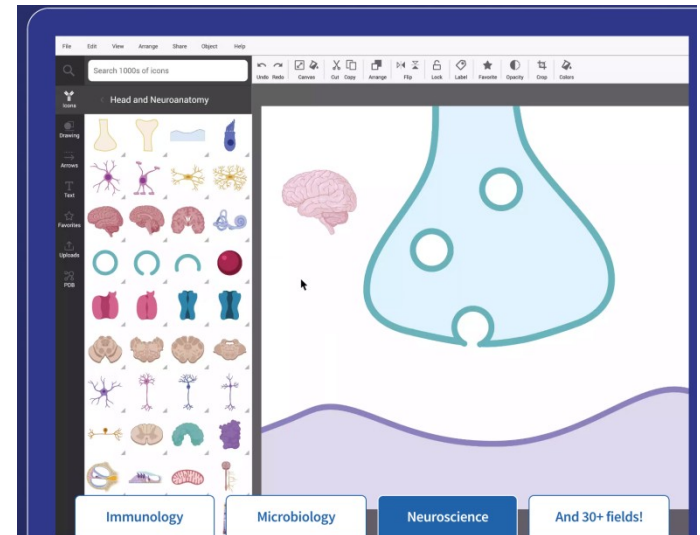 File Edit View Arrange Share Object Help
Search 1000s of icons
Undo Redo Canvas Cut Copy Arrange Flip Lock Label Favorite Opacity Crop Colors
Icons
Head and Neuroanatomy
Drawing
Arrows
Text
Favorites
Uploads
PDB
Immunology Microbiology Neuroscience And 30+ fields!